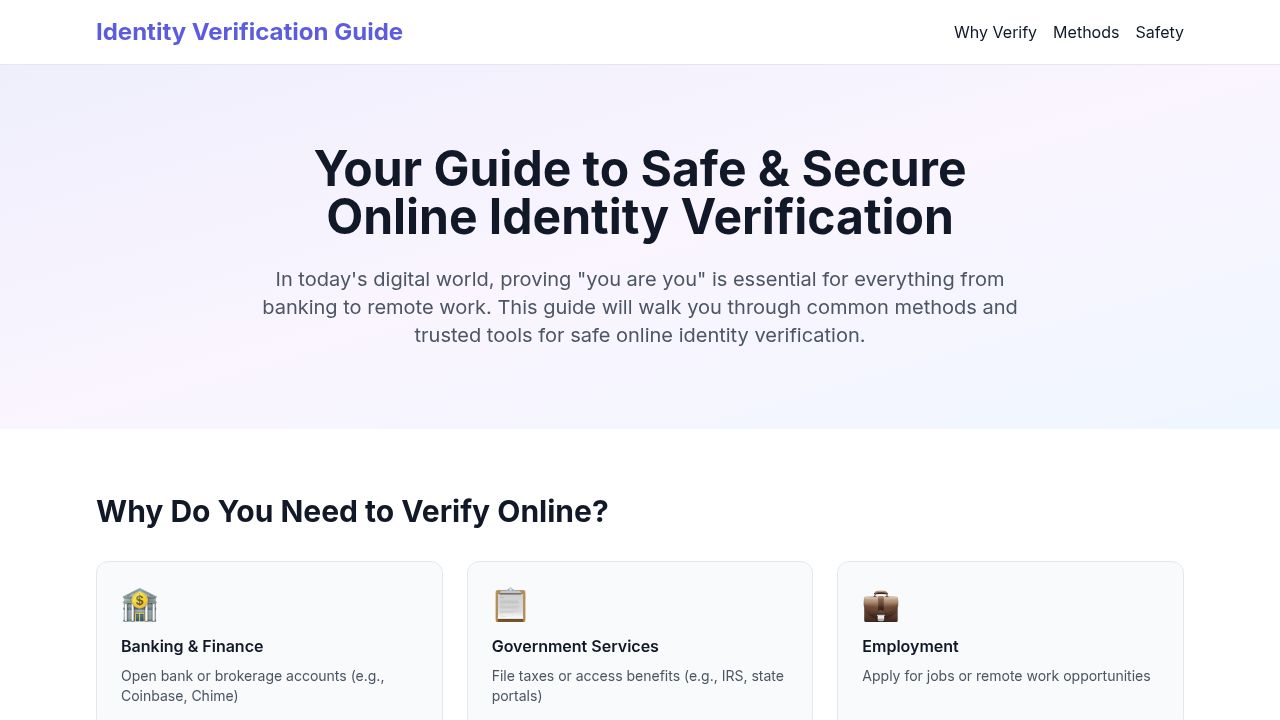 Identity Verification Guide
Why Verify Methods Safety
Your Guide to Safe & Secure
Online Identity Verification
In today's digital world, proving "you are you" is essential for everything from
banking to remote work. This guide will walk you through common methods and
trusted tools for safe online identity verification.
Why Do You Need to Verify Online?
Banking & Finance
Open bank or brokerage accounts (e.g.,
Coinbase, Chime)
Government Services
File taxes or access benefits (e.g., IRS, state
portals)
Employment
Apply for jobs or remote work opportunities